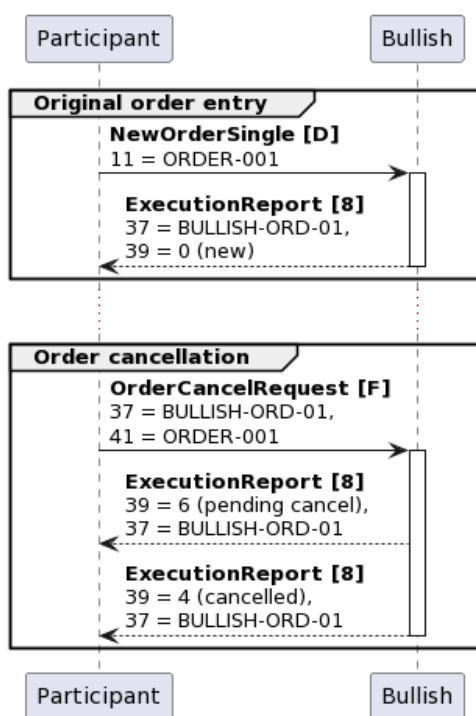 Participant
Bullish
Original order entry
NewOrderSingle [D]
11 = ORDER-001
ExecutionReport [8]
37 = BULLISH-ORD-01,
39 = 0 (new)
Order cancellation
OrderCancelRequest [F]
37 = BULLISH-ORD-01,
41 = ORDER-001
ExecutionReport [8]
39 = 6 (pending cancel),
37 = BULLISH-ORD-01
ExecutionReport [8]
39 = 4 (cancelled),
37 = BULLISH-ORD-01
Participant
Bullish